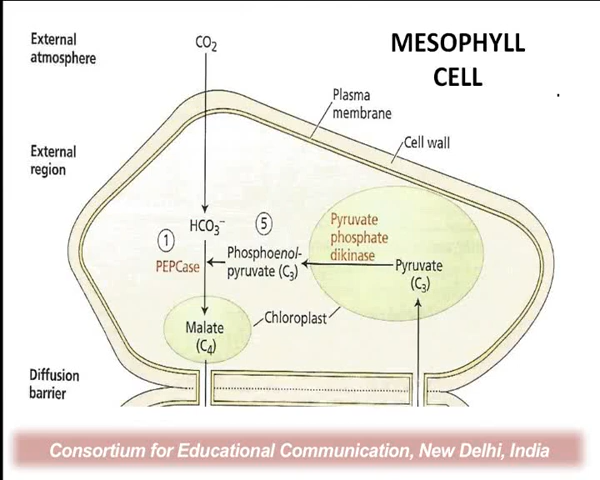 External
atmosphere
CO2
MESOPHYLL
CELL
Plasma
membrane
Cell wall
External
region
HCO3−
1
5
PEPCase
Phosphoenol-
pyruvate (C3)
Pyruvate
phosphate
dikinase
Pyruvate
(C3)
Malate
(C4)
Chloroplast
Diffusion
barrier
Consortium for Educational Communication, New Delhi, India